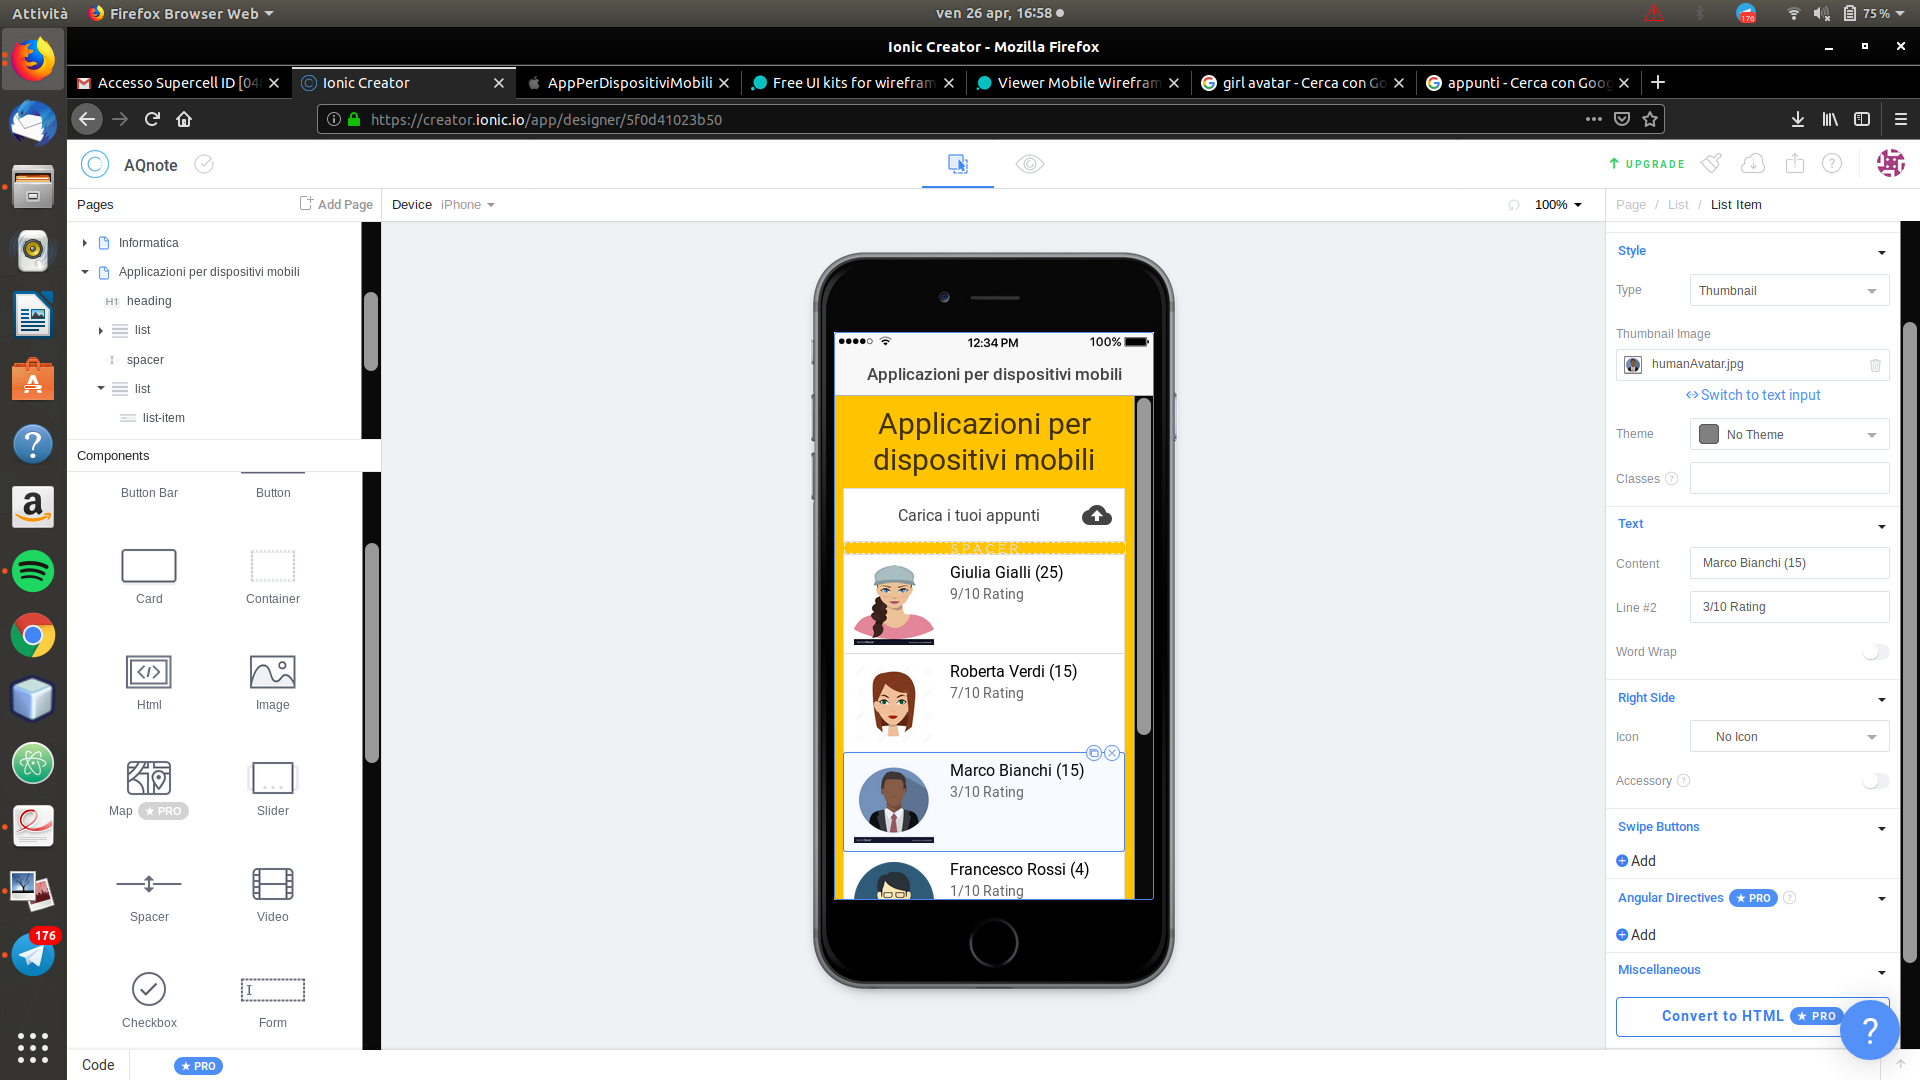 Attività
Firefox Browser Web
ven 26 apr, 16:58
176
75 %
Ionic Creator - Mozilla Firefox
Accesso Supercell ID [04
Ionic Creator
AppPerDispositiviMobili
Free UI kits for wirefram
Viewer Mobile Wirefram
girl avatar - Cerca con Go
appunti - Cerca con Goog
https://creator.ionic.io/app/designer/5f0d41023b50
AQnote
UPGRADE
Pages
Add Page
Device
iPhone
100%
Page / List / List Item
Informatica
Applicazioni per dispositivi mobili
H1 heading
list
spacer
list
list-item
Components
Button Bar
Button
Card
Container
Html
Image
Map
PRO
Slider
Spacer
Video
Checkbox
Form
Code
PRO
176
12:34 PM
100%
Applicazioni per dispositivi mobili
Applicazioni per
dispositivi mobili
Carica i tuoi appunti
SPACER
Giulia Gialli (25)
9/10 Rating
Roberta Verdi (15)
7/10 Rating
Marco Bianchi (15)
3/10 Rating
Francesco Rossi (4)
1/10 Rating
Style
Type
Thumbnail
Thumbnail Image
humanAvatar.jpg
Switch to text input
Theme
No Theme
Classes ?
Text
Content
Marco Bianchi (15)
Line #2
3/10 Rating
Word Wrap
Right Side
Icon
No Icon
Accessory ?
Swipe Buttons
Add
Angular Directives
PRO
?
Add
Miscellaneous
Convert to HTML
PRO
?